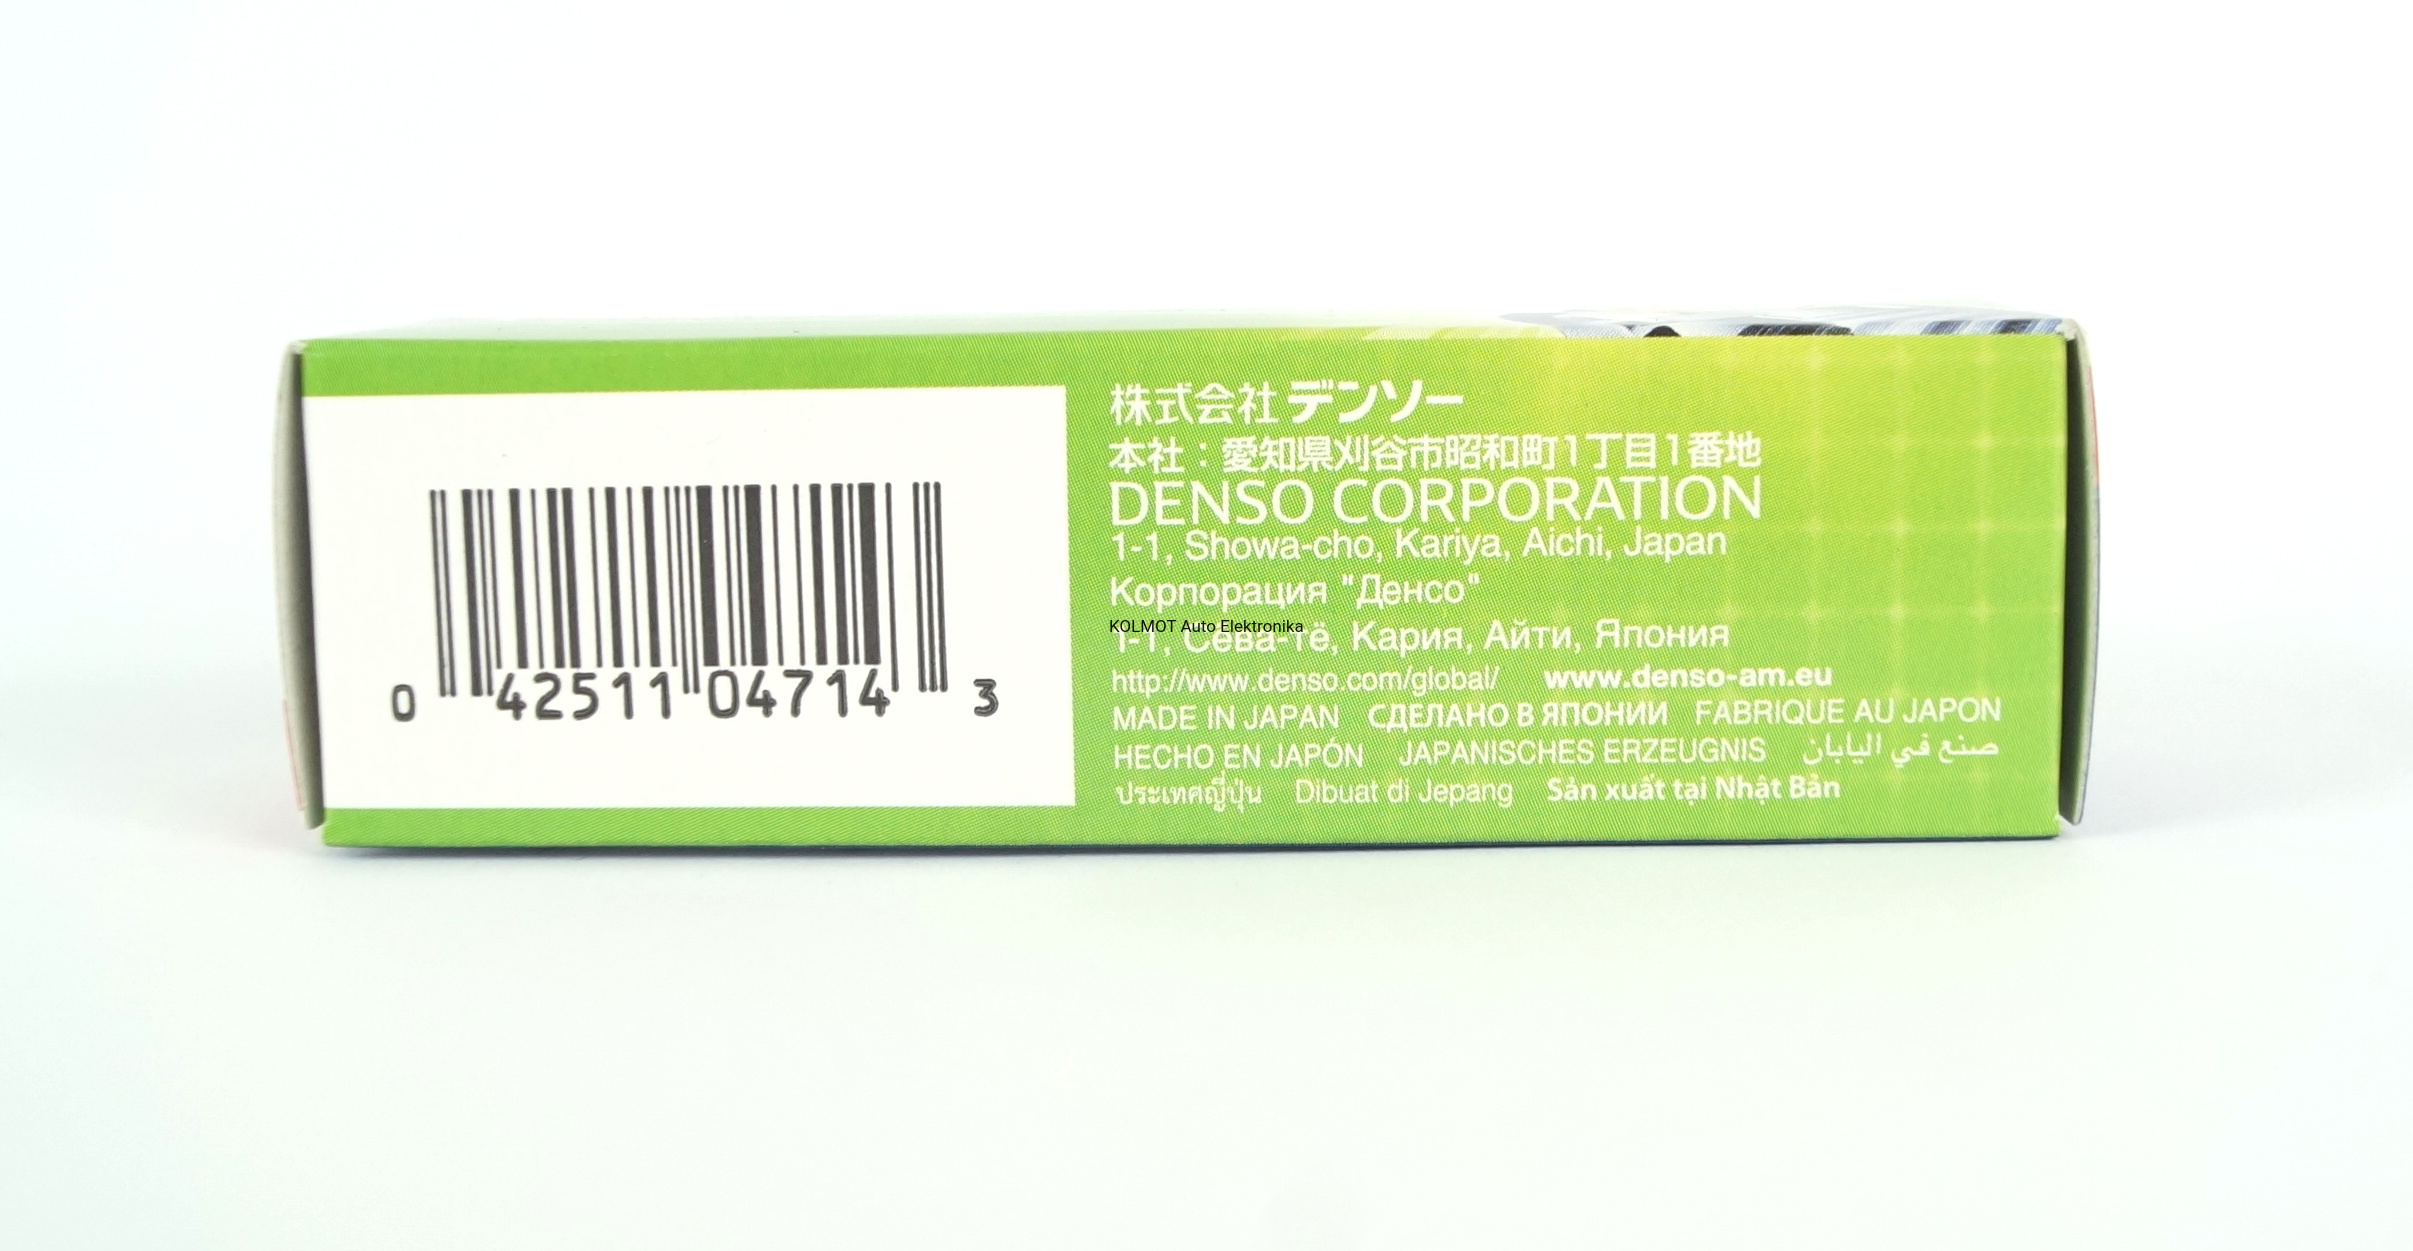 0 42511 04714 3
株式会社 デンソー
本社：愛知県刈谷市昭和町1丁目1番地
DENSO CORPORATION
1-1, Showa-cho, Kariya, Aichi, Japan
Корпорация "Денсо"
KOLMOT Auto Elektronika
1-1, Сёва-тё, Кария, Айти, Япония
http://www.denso.com/global/ www.denso-am.eu
MADE IN JAPAN СДЕЛАНО В ЯПОНИИ FABRIQUE AU JAPON
HECHO EN JAPÓN JAPANISCHES ERZEUGNIS صنع في اليابان
ประเทศญี่ปุ่น Dibuat di Jepang Sản xuất tại Nhật Bản